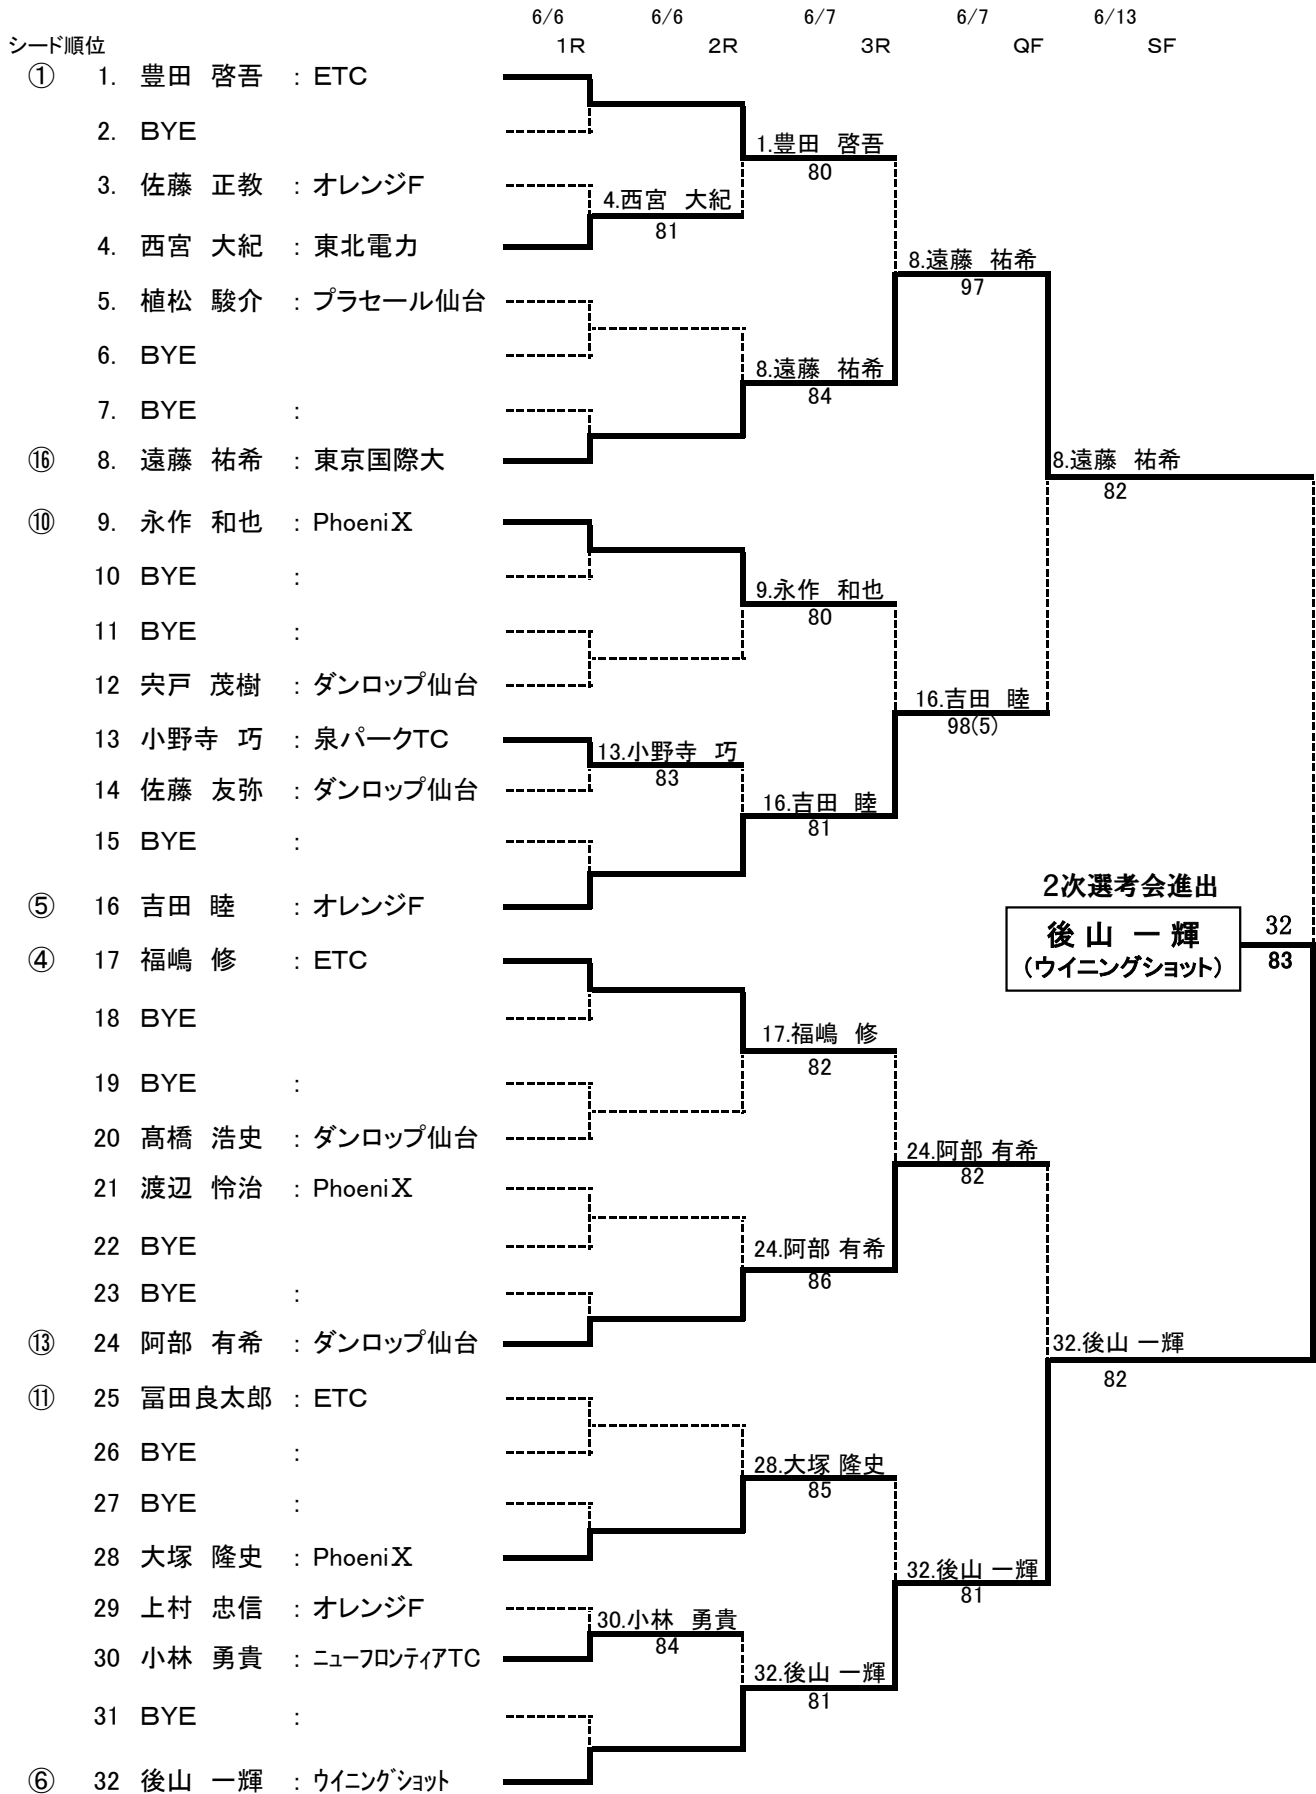 6/6 6/6 6/7 6/7 6/13
シード順位 1R 2R 3R QF SF
① 1. 豊田 啓吾 : ETC
2. BYE
1.豊田 啓吾
80
3. 佐藤 正教 : オレンジF
4.西宮 大紀
81
4. 西宮 大紀 : 東北電力
8.遠藤 祐希
97
5. 植松 駿介 : プラセール仙台
6. BYE
8.遠藤 祐希
84
7. BYE :
⑯ 8. 遠藤 祐希 : 東京国際大
8.遠藤 祐希
82
⑩ 9. 永作 和也 : PhoeniX
10 BYE :
9.永作 和也
80
11 BYE :
12 宍戸 茂樹 : ダンロップ仙台
16.吉田 睦
98(5)
13 小野寺 巧 : 泉パークTC
13.小野寺 巧
83
14 佐藤 友弥 : ダンロップ仙台
16.吉田 睦
81
15 BYE :
2次選考会進出
⑤ 16 吉田 睦 : オレンジF
後山 一輝 32
(ウイニングショット) 83
④ 17 福嶋 修 : ETC
18 BYE
17.福嶋 修
82
19 BYE :
20 髙橋 浩史 : ダンロップ仙台
24.阿部 有希
82
21 渡辺 怜治 : PhoeniX
22 BYE
24.阿部 有希
86
23 BYE :
⑬ 24 阿部 有希 : ダンロップ仙台
32.後山 一輝
82
⑪ 25 冨田良太郎 : ETC
26 BYE :
28.大塚 隆史
85
27 BYE :
28 大塚 隆史 : PhoeniX
32.後山 一輝
81
29 上村 忠信 : オレンジF
30.小林 勇貴
84
30 小林 勇貴 : ニューフロンティアTC
32.後山 一輝
81
31 BYE :
⑥ 32 後山 一輝 : ウイニングショット